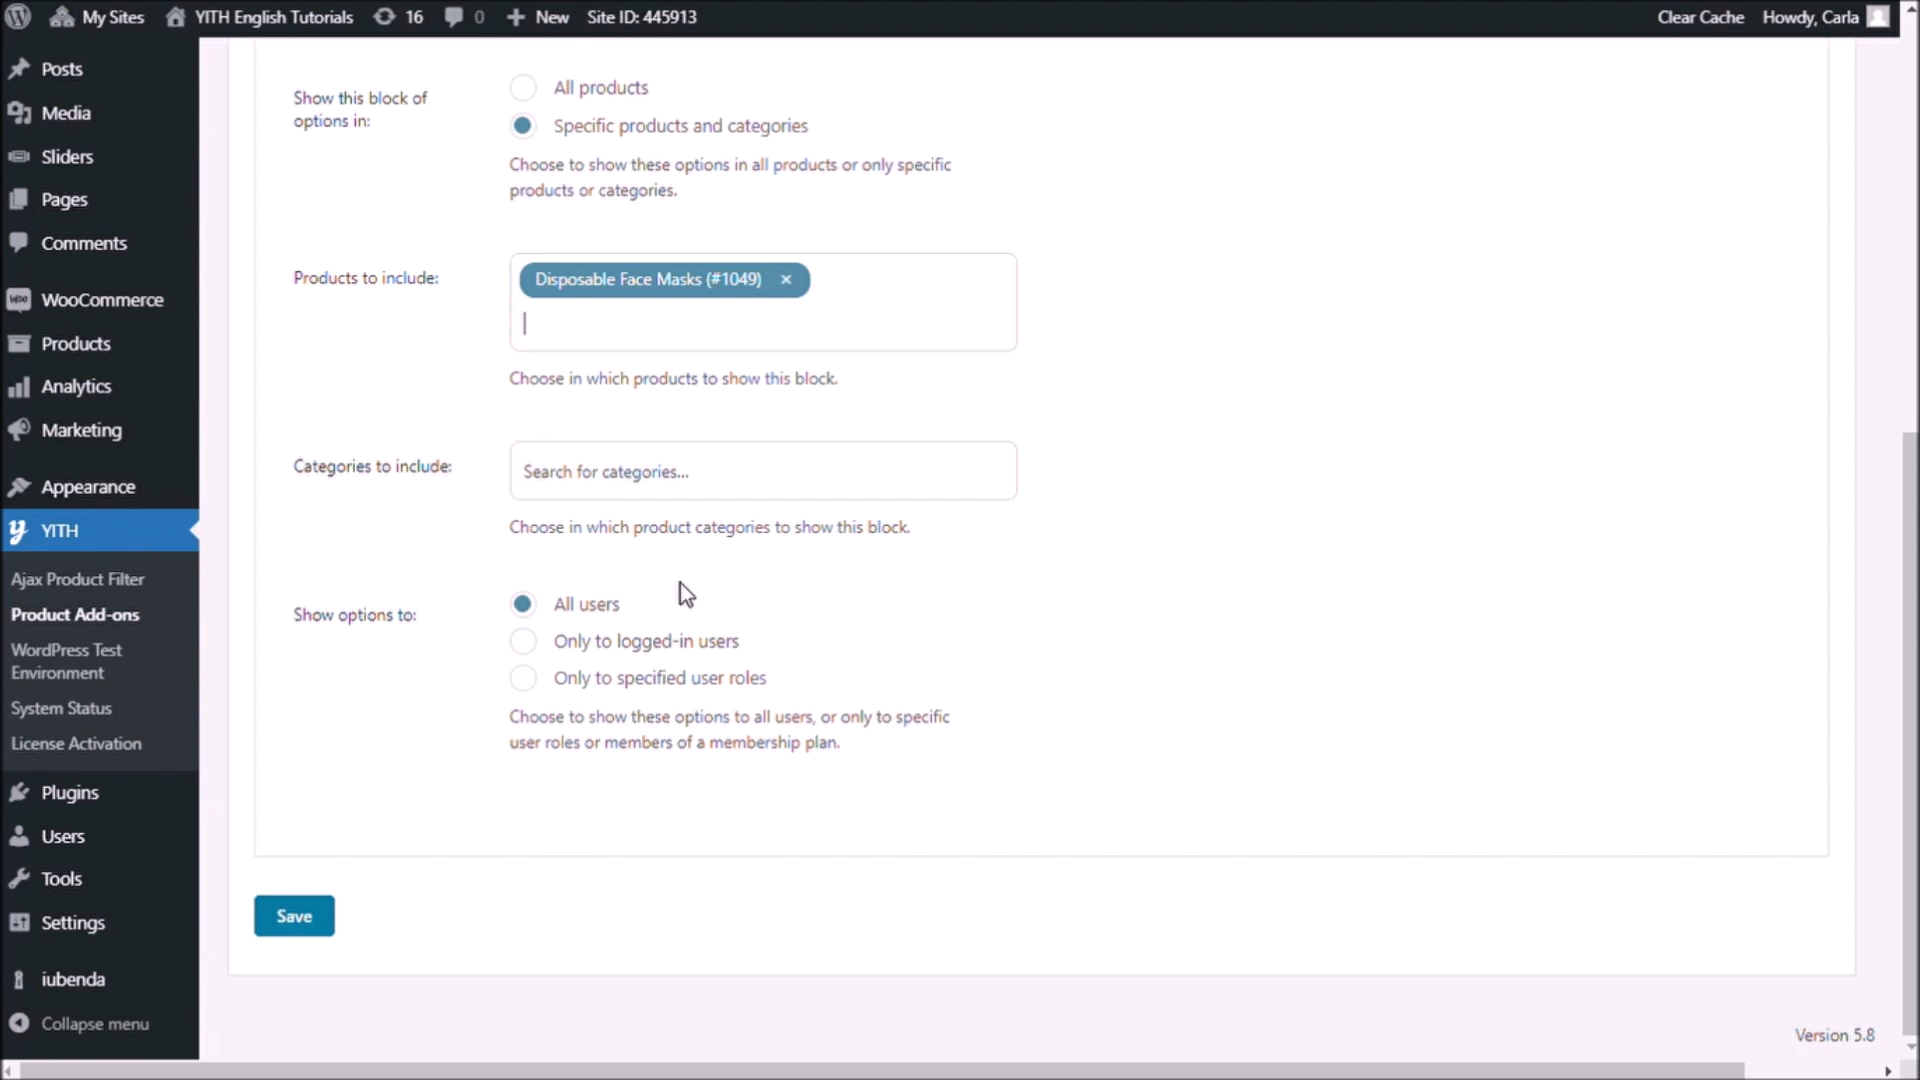 My Sites YITH English Tutorials 16 0 New Site ID: 445913 Clear Cache Howdy, Carla
Posts
Media
Sliders
Pages
Comments
WooCommerce
Products
Analytics
Marketing
Appearance
YITH
Ajax Product Filter
Product Add-ons
WordPress Test
Environment
System Status
License Activation
Plugins
Users
Tools
Settings
iubenda
Collapse menu
Show this block of
options in:
All products
Specific products and categories
Choose to show these options in all products or only specific
products or categories.
Products to include:
Disposable Face Masks (#1049) ×
Choose in which products to show this block.
Categories to include:
Search for categories...
Choose in which product categories to show this block.
Show options to:
All users
Only to logged-in users
Only to specified user roles
Choose to show these options to all users, or only to specific
user roles or members of a membership plan.
Save
Version 5.8